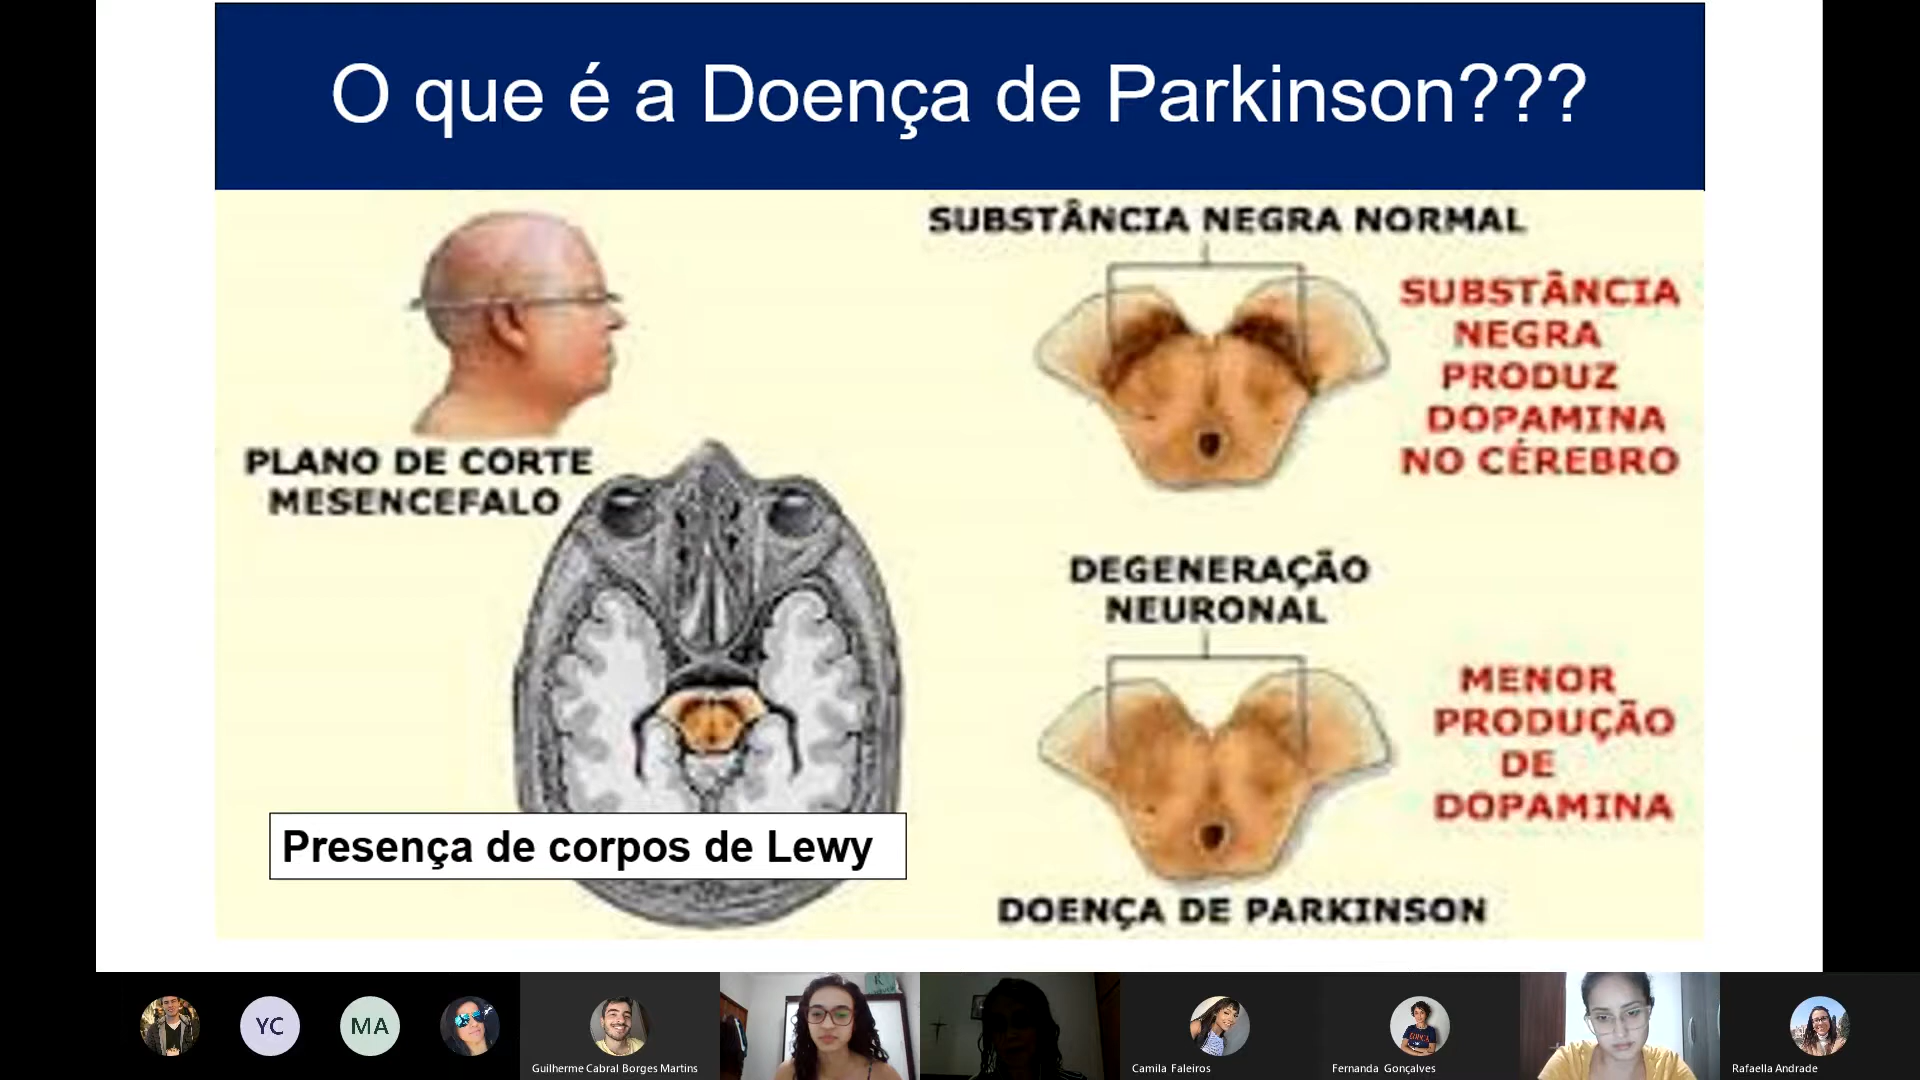 O que é a Doença de Parkinson???
SUBSTÂNCIA NEGRA NORMAL
SUBSTÂNCIA
NEGRA
PRODUZ
DOPAMINA
NO CÉREBRO
PLANO DE CORTE
MESENCEFALO
DEGENERAÇÃO
NEURONAL
MENOR
PRODUÇÃO
DE
DOPAMINA
Presença de corpos de Lewy
DOENÇA DE PARKINSON
YC
MA
Guilherme Cabral Borges Martins
Camila Faleiros
Fernanda Gonçalves
Rafaella Andrade